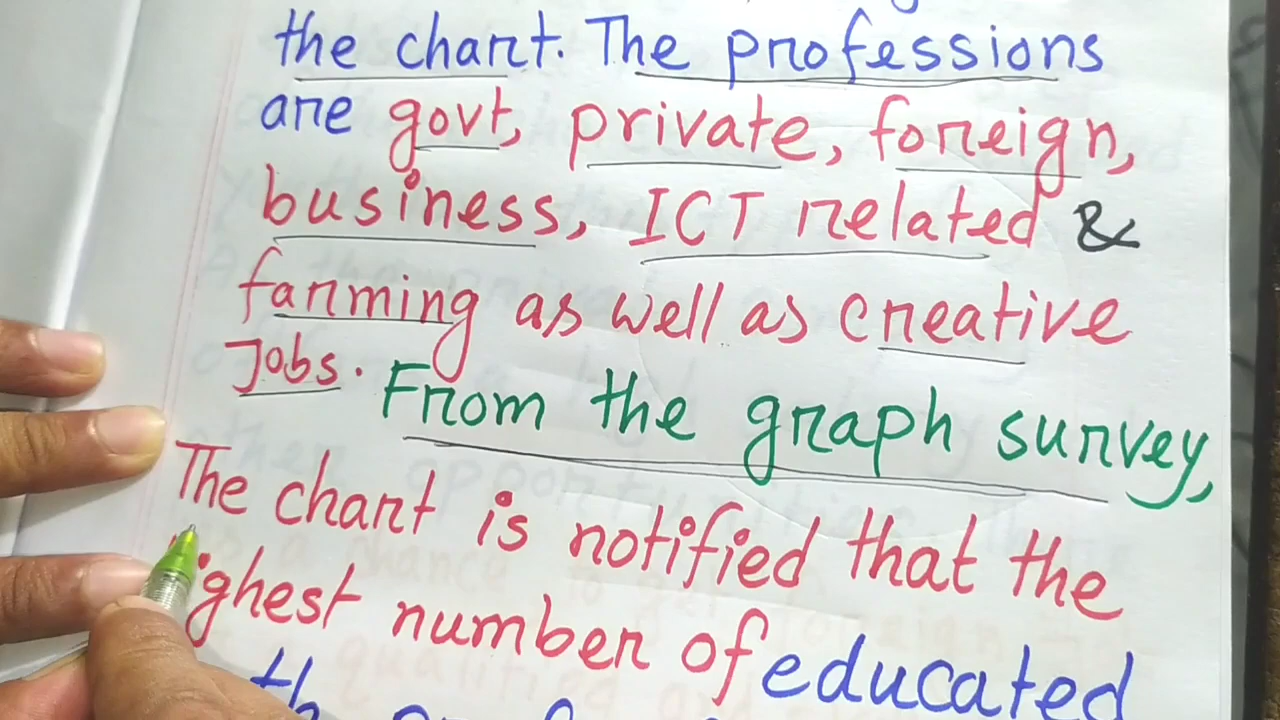 the chart. The professions
are govt, private, foreign,
business, ICT related &
farming as well as creative
Jobs. From the graph survey,
The chart is notified that the
highest number of educated